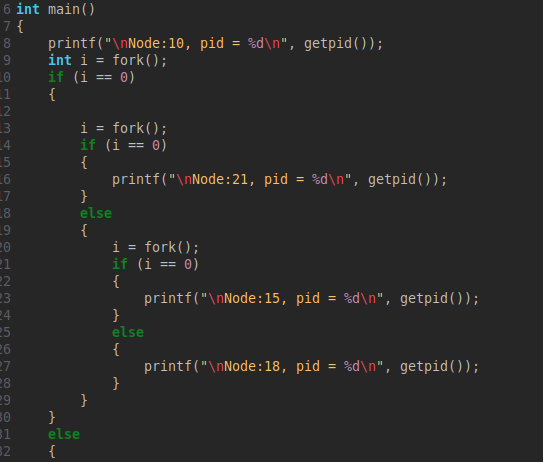 6 int main()
7 {
8     printf("\nNode:10, pid = %d\n", getpid());
9     int i = fork();
10     if (i == 0)
11     {
12
13         i = fork();
14         if (i == 0)
15         {
16             printf("\nNode:21, pid = %d\n", getpid());
17         }
18         else
19         {
20             i = fork();
21             if (i == 0)
22             {
23                 printf("\nNode:15, pid = %d\n", getpid());
24             }
25             else
26             {
27                 printf("\nNode:18, pid = %d\n", getpid());
28             }
29         }
30     }
31     else
32     {